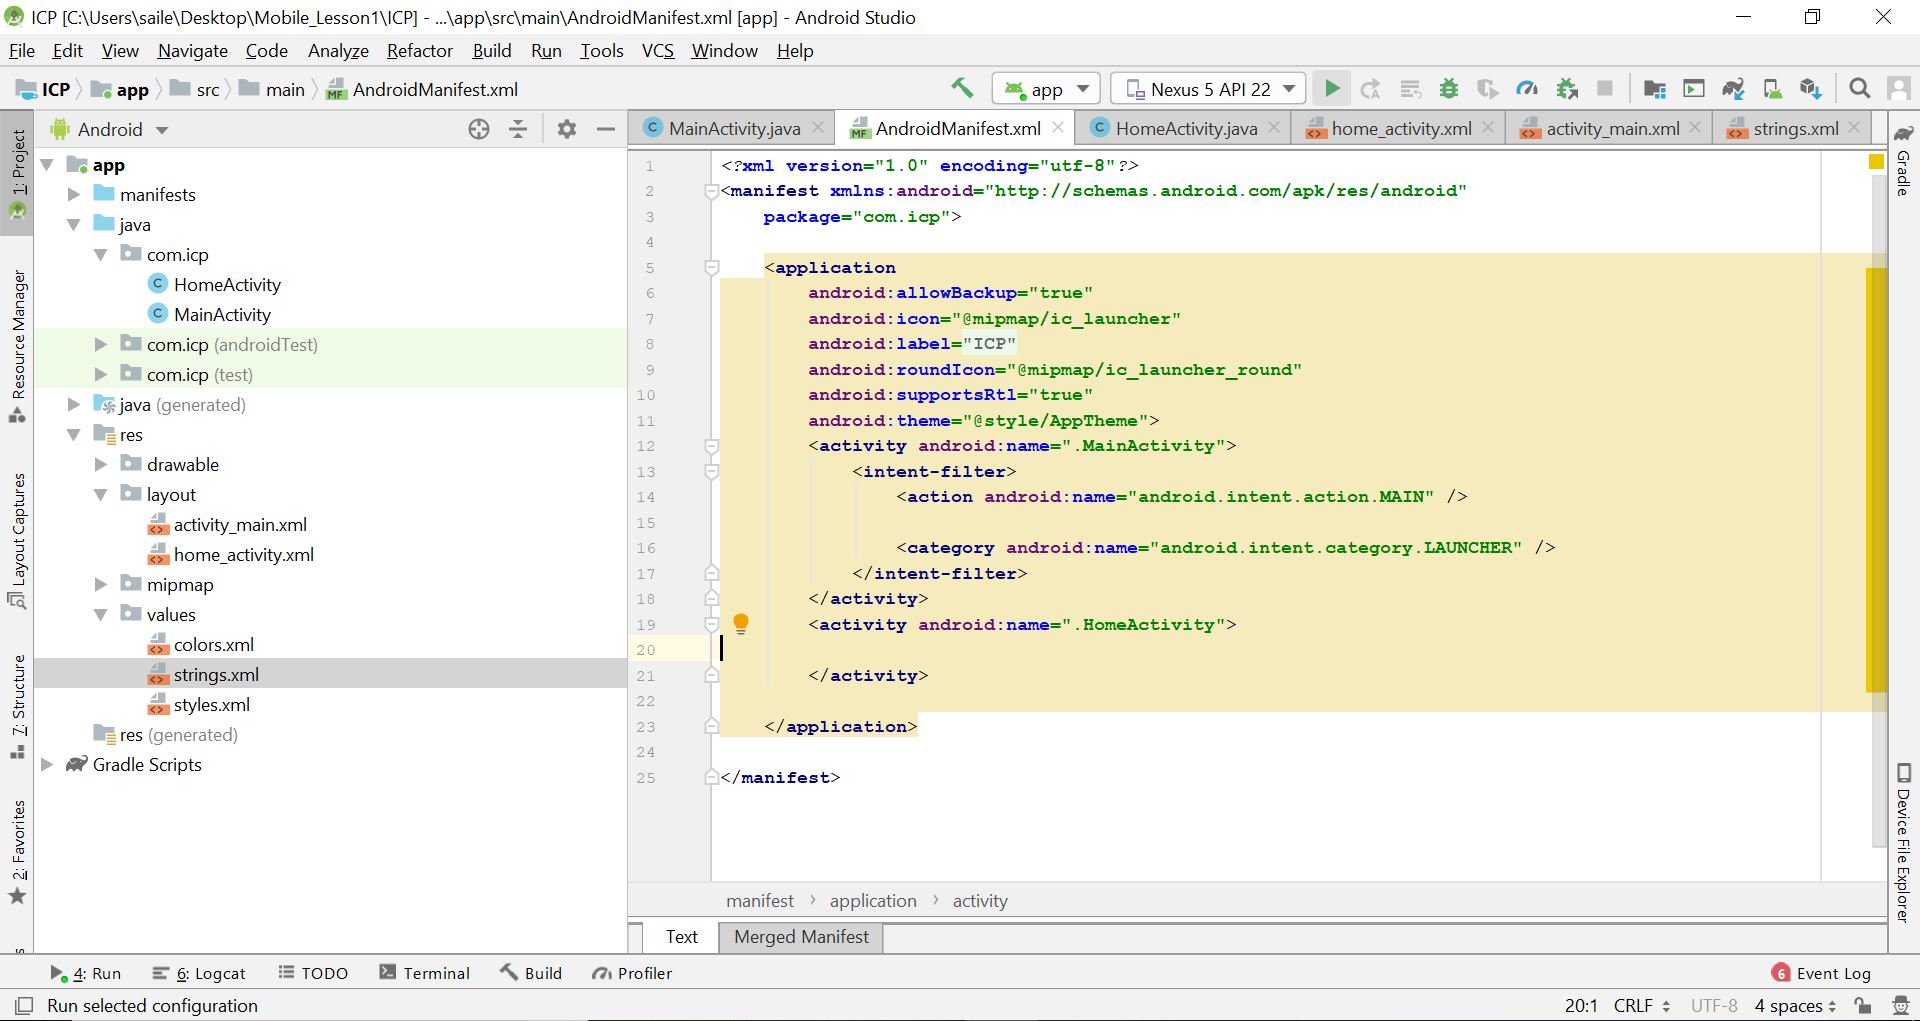 ICP [C:\Users\saile\Desktop\Mobile_Lesson1\ICP] - ...\app\src\main\AndroidManifest.xml [app] - Android Studio
File Edit View Navigate Code Analyze Refactor Build Run Tools VCS Window Help
ICP app src main AndroidManifest.xml app Nexus 5 API 22
Android
MainActivity.java AndroidManifest.xml HomeActivity.java home_activity.xml activity_main.xml strings.xml
1: Project
Resource Manager
Layout Captures
7: Structure
2: Favorites
app
manifests
java
com.icp
HomeActivity
MainActivity
com.icp (androidTest)
com.icp (test)
java (generated)
res
drawable
layout
activity_main.xml
home_activity.xml
mipmap
values
colors.xml
strings.xml
styles.xml
res (generated)
Gradle Scripts
1 <?xml version="1.0" encoding="utf-8"?>
2 <manifest xmlns:android="http://schemas.android.com/apk/res/android"
3 package="com.icp">
4
5 <application
6 android:allowBackup="true"
7 android:icon="@mipmap/ic_launcher"
8 android:label="ICP"
9 android:roundIcon="@mipmap/ic_launcher_round"
10 android:supportsRtl="true"
11 android:theme="@style/AppTheme">
12 <activity android:name=".MainActivity">
13 <intent-filter>
14 <action android:name="android.intent.action.MAIN" />
15
16 <category android:name="android.intent.category.LAUNCHER" />
17 </intent-filter>
18 </activity>
19 <activity android:name=".HomeActivity">
20
21 </activity>
22
23 </application>
24
25 </manifest>
manifest › application › activity
Text Merged Manifest
Gradle
Device File Explorer
4: Run 6: Logcat TODO Terminal Build Profiler 6 Event Log
Run selected configuration 20:1 CRLF UTF-8 4 spaces